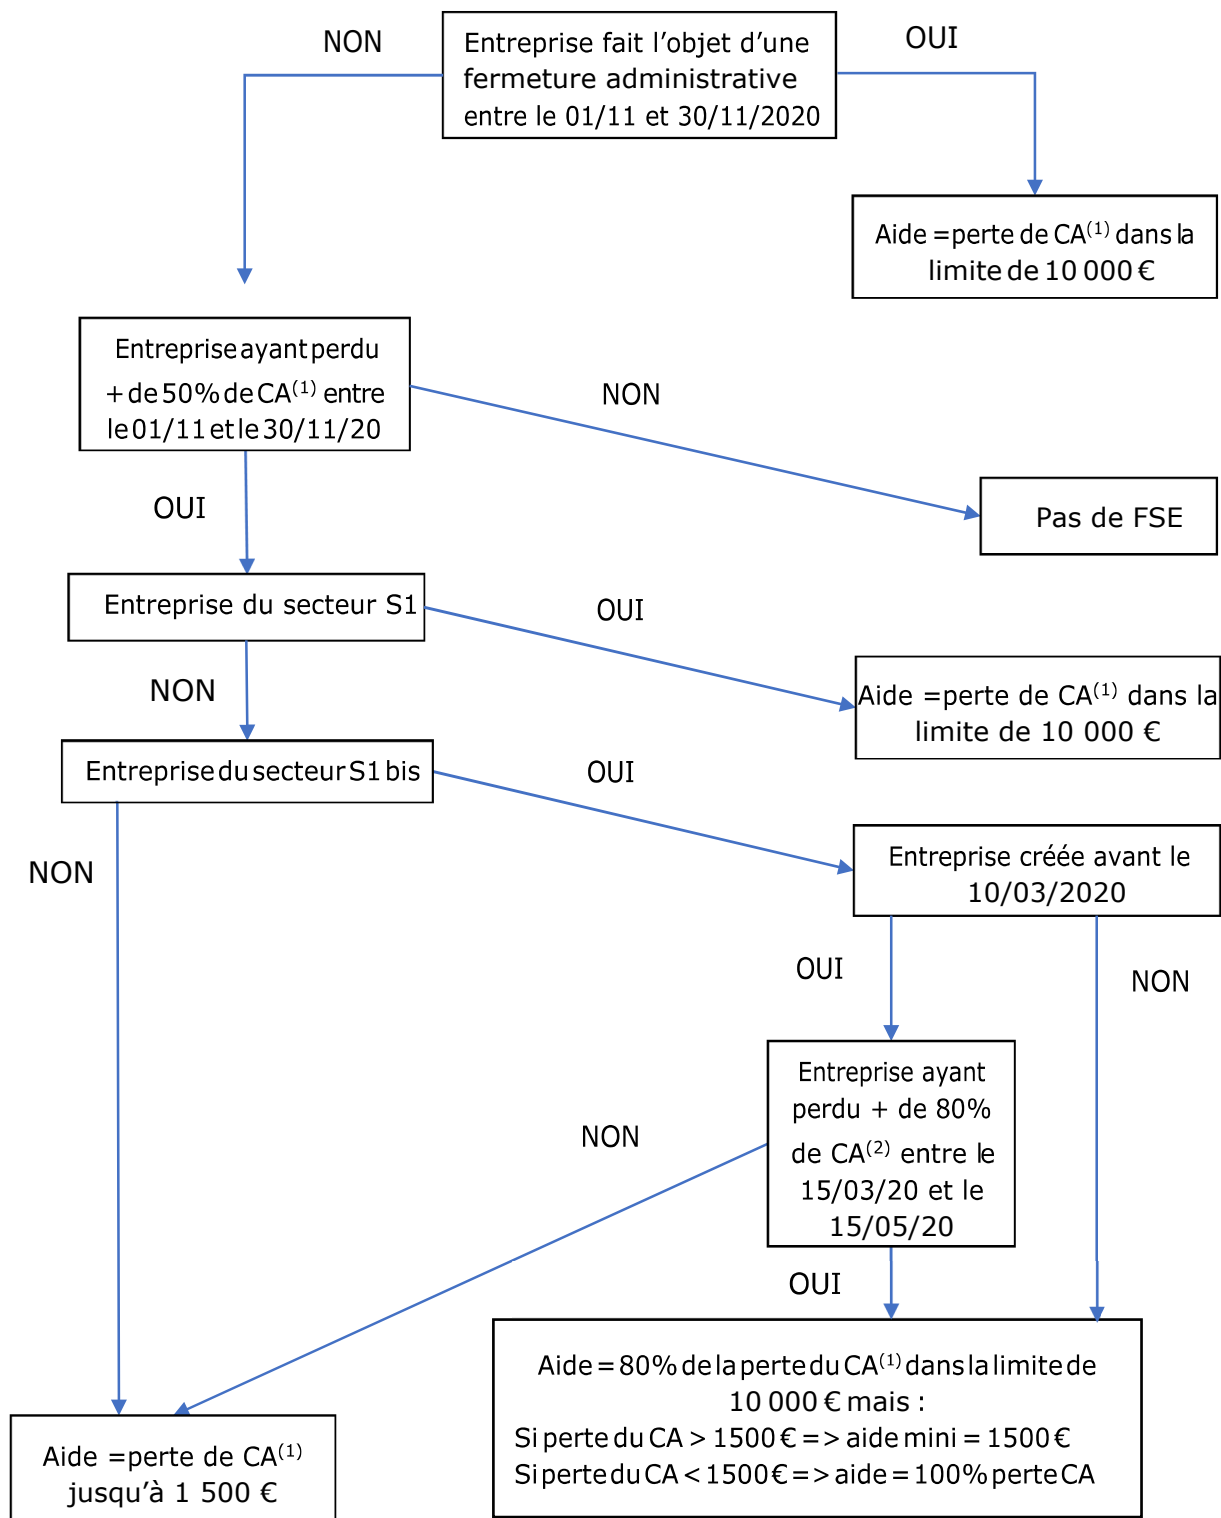 NON
Entreprise fait l’objet d’une
fermeture administrative
entre le 01/11 et 30/11/2020
OUI
Aide =perte de CA(1) dans la
limite de 10 000 €
Entreprise ayant perdu
+ de 50% de CA(1) entre
le 01/11 et le 30/11/20
NON
OUI
Pas de FSE
Entreprise du secteur S1
OUI
NON
Aide =perte de CA(1) dans la
limite de 10 000 €
Entreprise du secteur S1 bis
OUI
NON
Entreprise créée avant le
10/03/2020
OUI
NON
Entreprise ayant
perdu + de 80%
de CA(2) entre le
15/03/20 et le
15/05/20
NON
OUI
Aide = 80% de la perte du CA(1) dans la limite de
10 000 € mais :
Si perte du CA > 1500 € => aide mini = 1500 €
Si perte du CA < 1500 € => aide = 100% perte CA
Aide =perte de CA(1)
jusqu’à 1 500 €